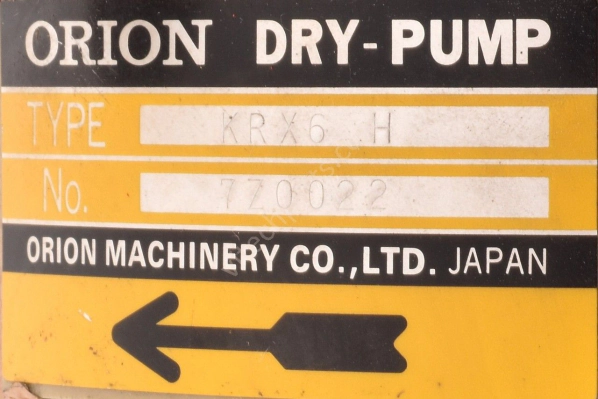 ORION DRY-PUMP
TYPE KRX6 H
No. 7Z0022
ORION MACHINERY CO.,LTD. JAPAN